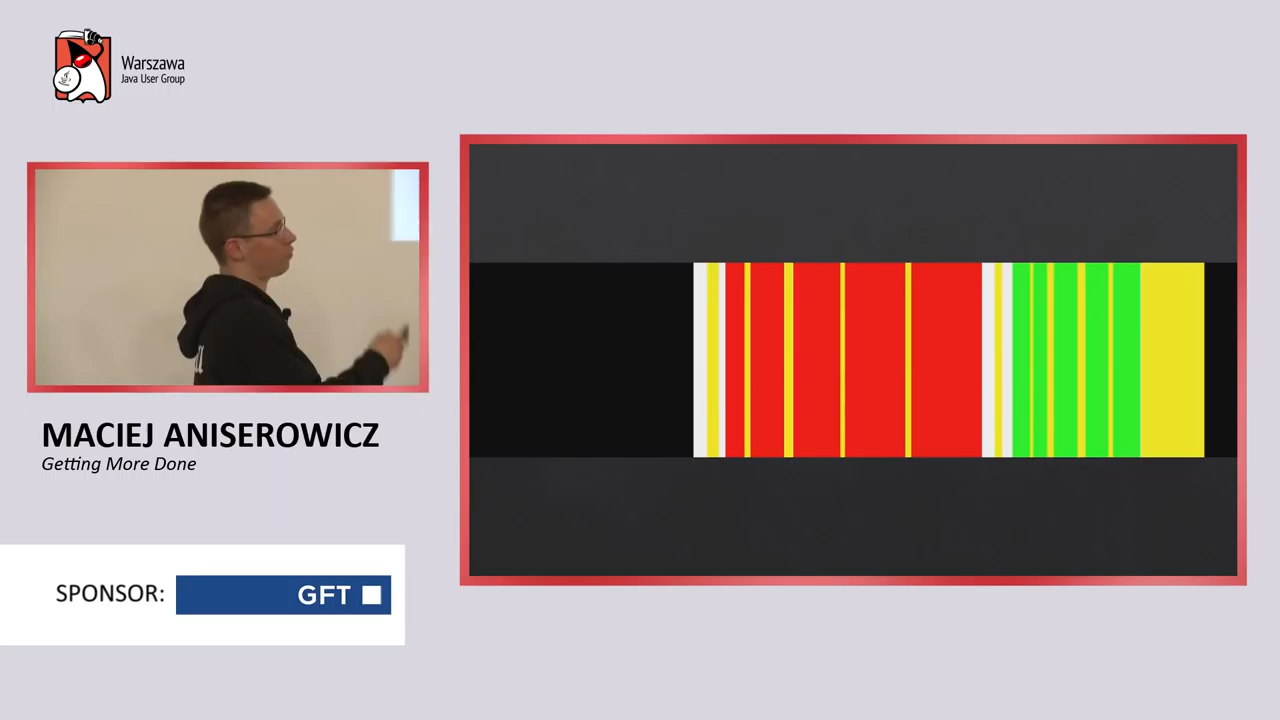 Warszawa
Java User Group
MACIEJ ANISEROWICZ
Getting More Done
SPONSOR:
GFT